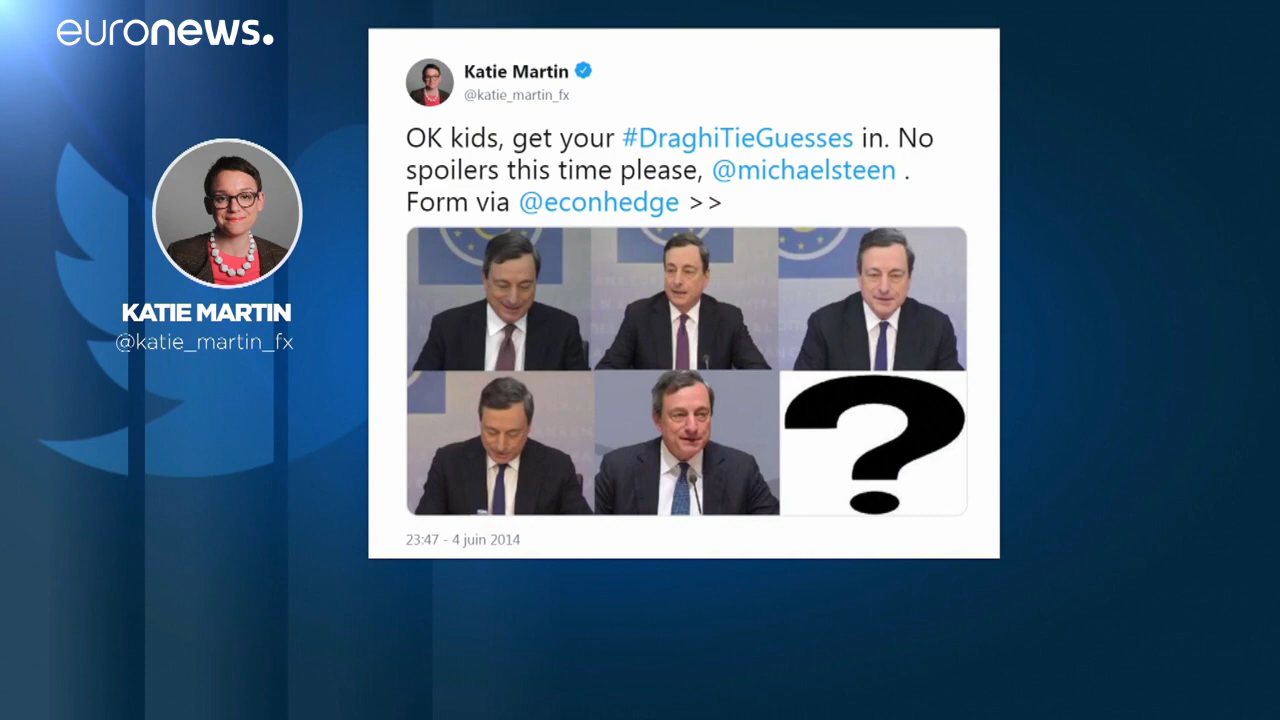 euronews.
Katie Martin
@katie_martin_fx
OK kids, get your #DraghiTieGuesses in. No
spoilers this time please, @michaelsteen .
Form via @econhedge >>
?
23:47 - 4 juin 2014
KATIE MARTIN
@katie_martin_fx